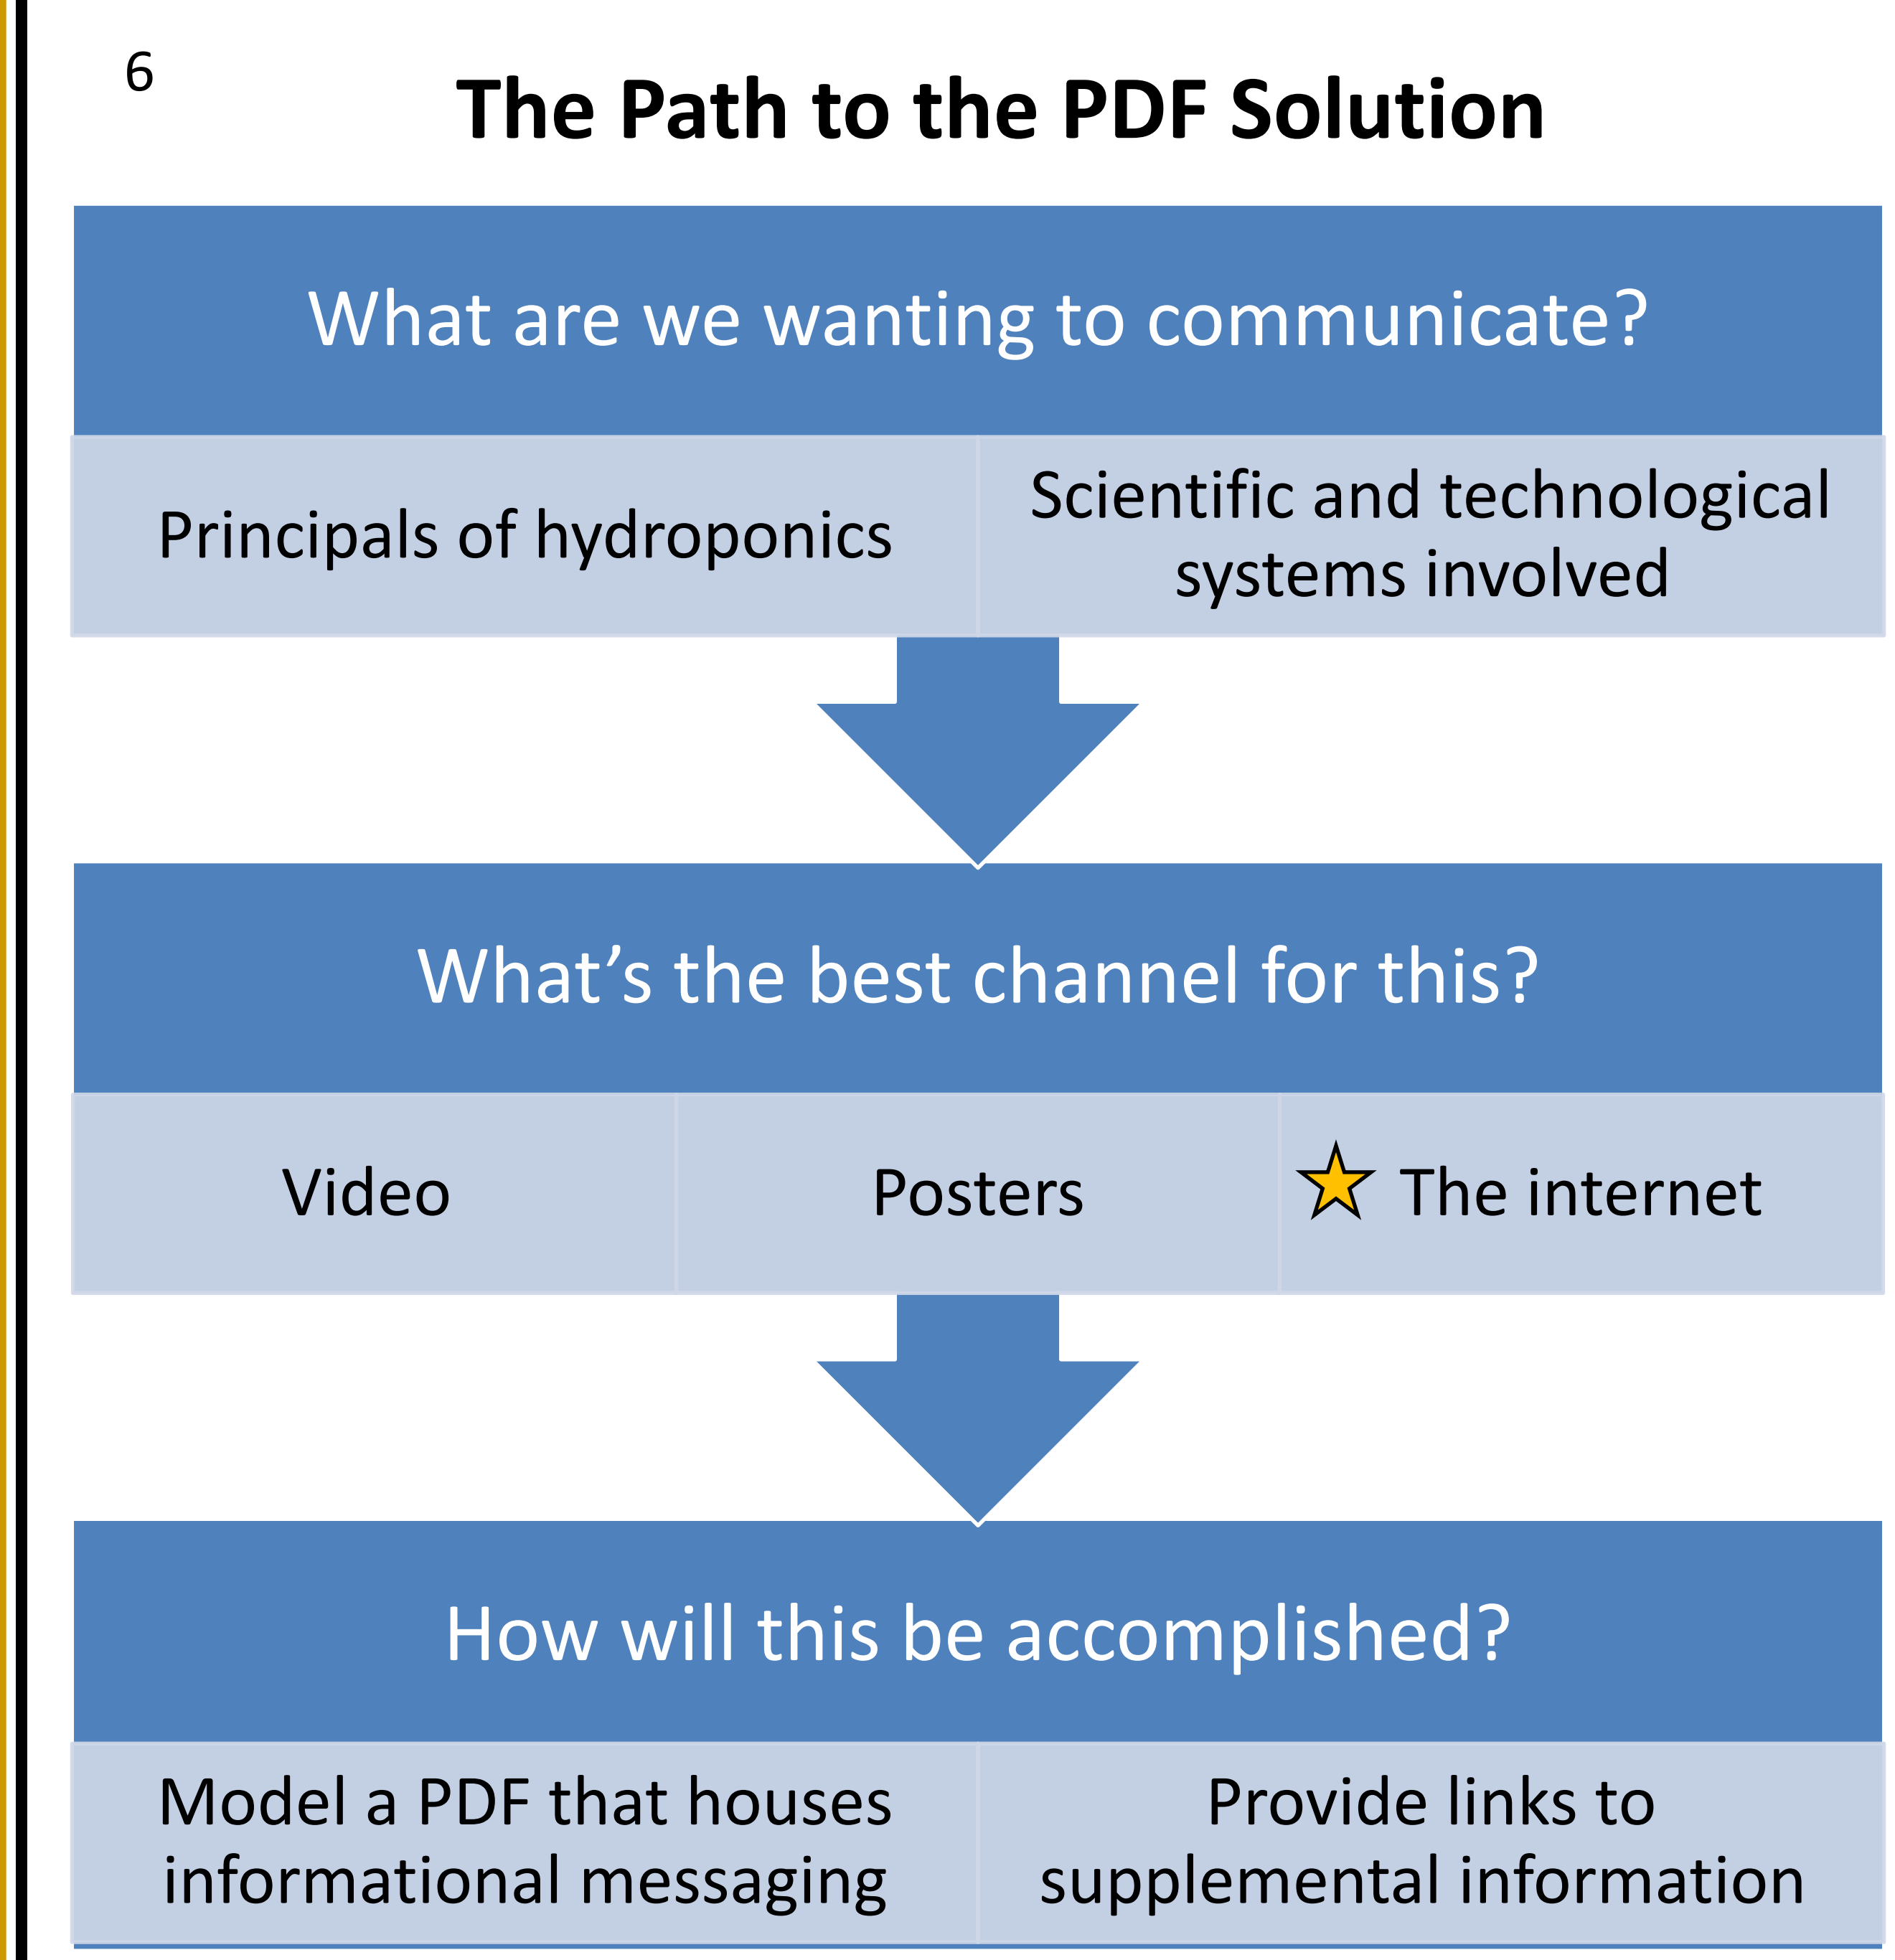 6
The Path to the PDF Solution
What are we wanting to communicate?
Principals of hydroponics
Scientific and technological
systems involved
What’s the best channel for this?
Video
Posters
The internet
How will this be accomplished?
Model a PDF that houses
informational messaging
Provide links to
supplemental information